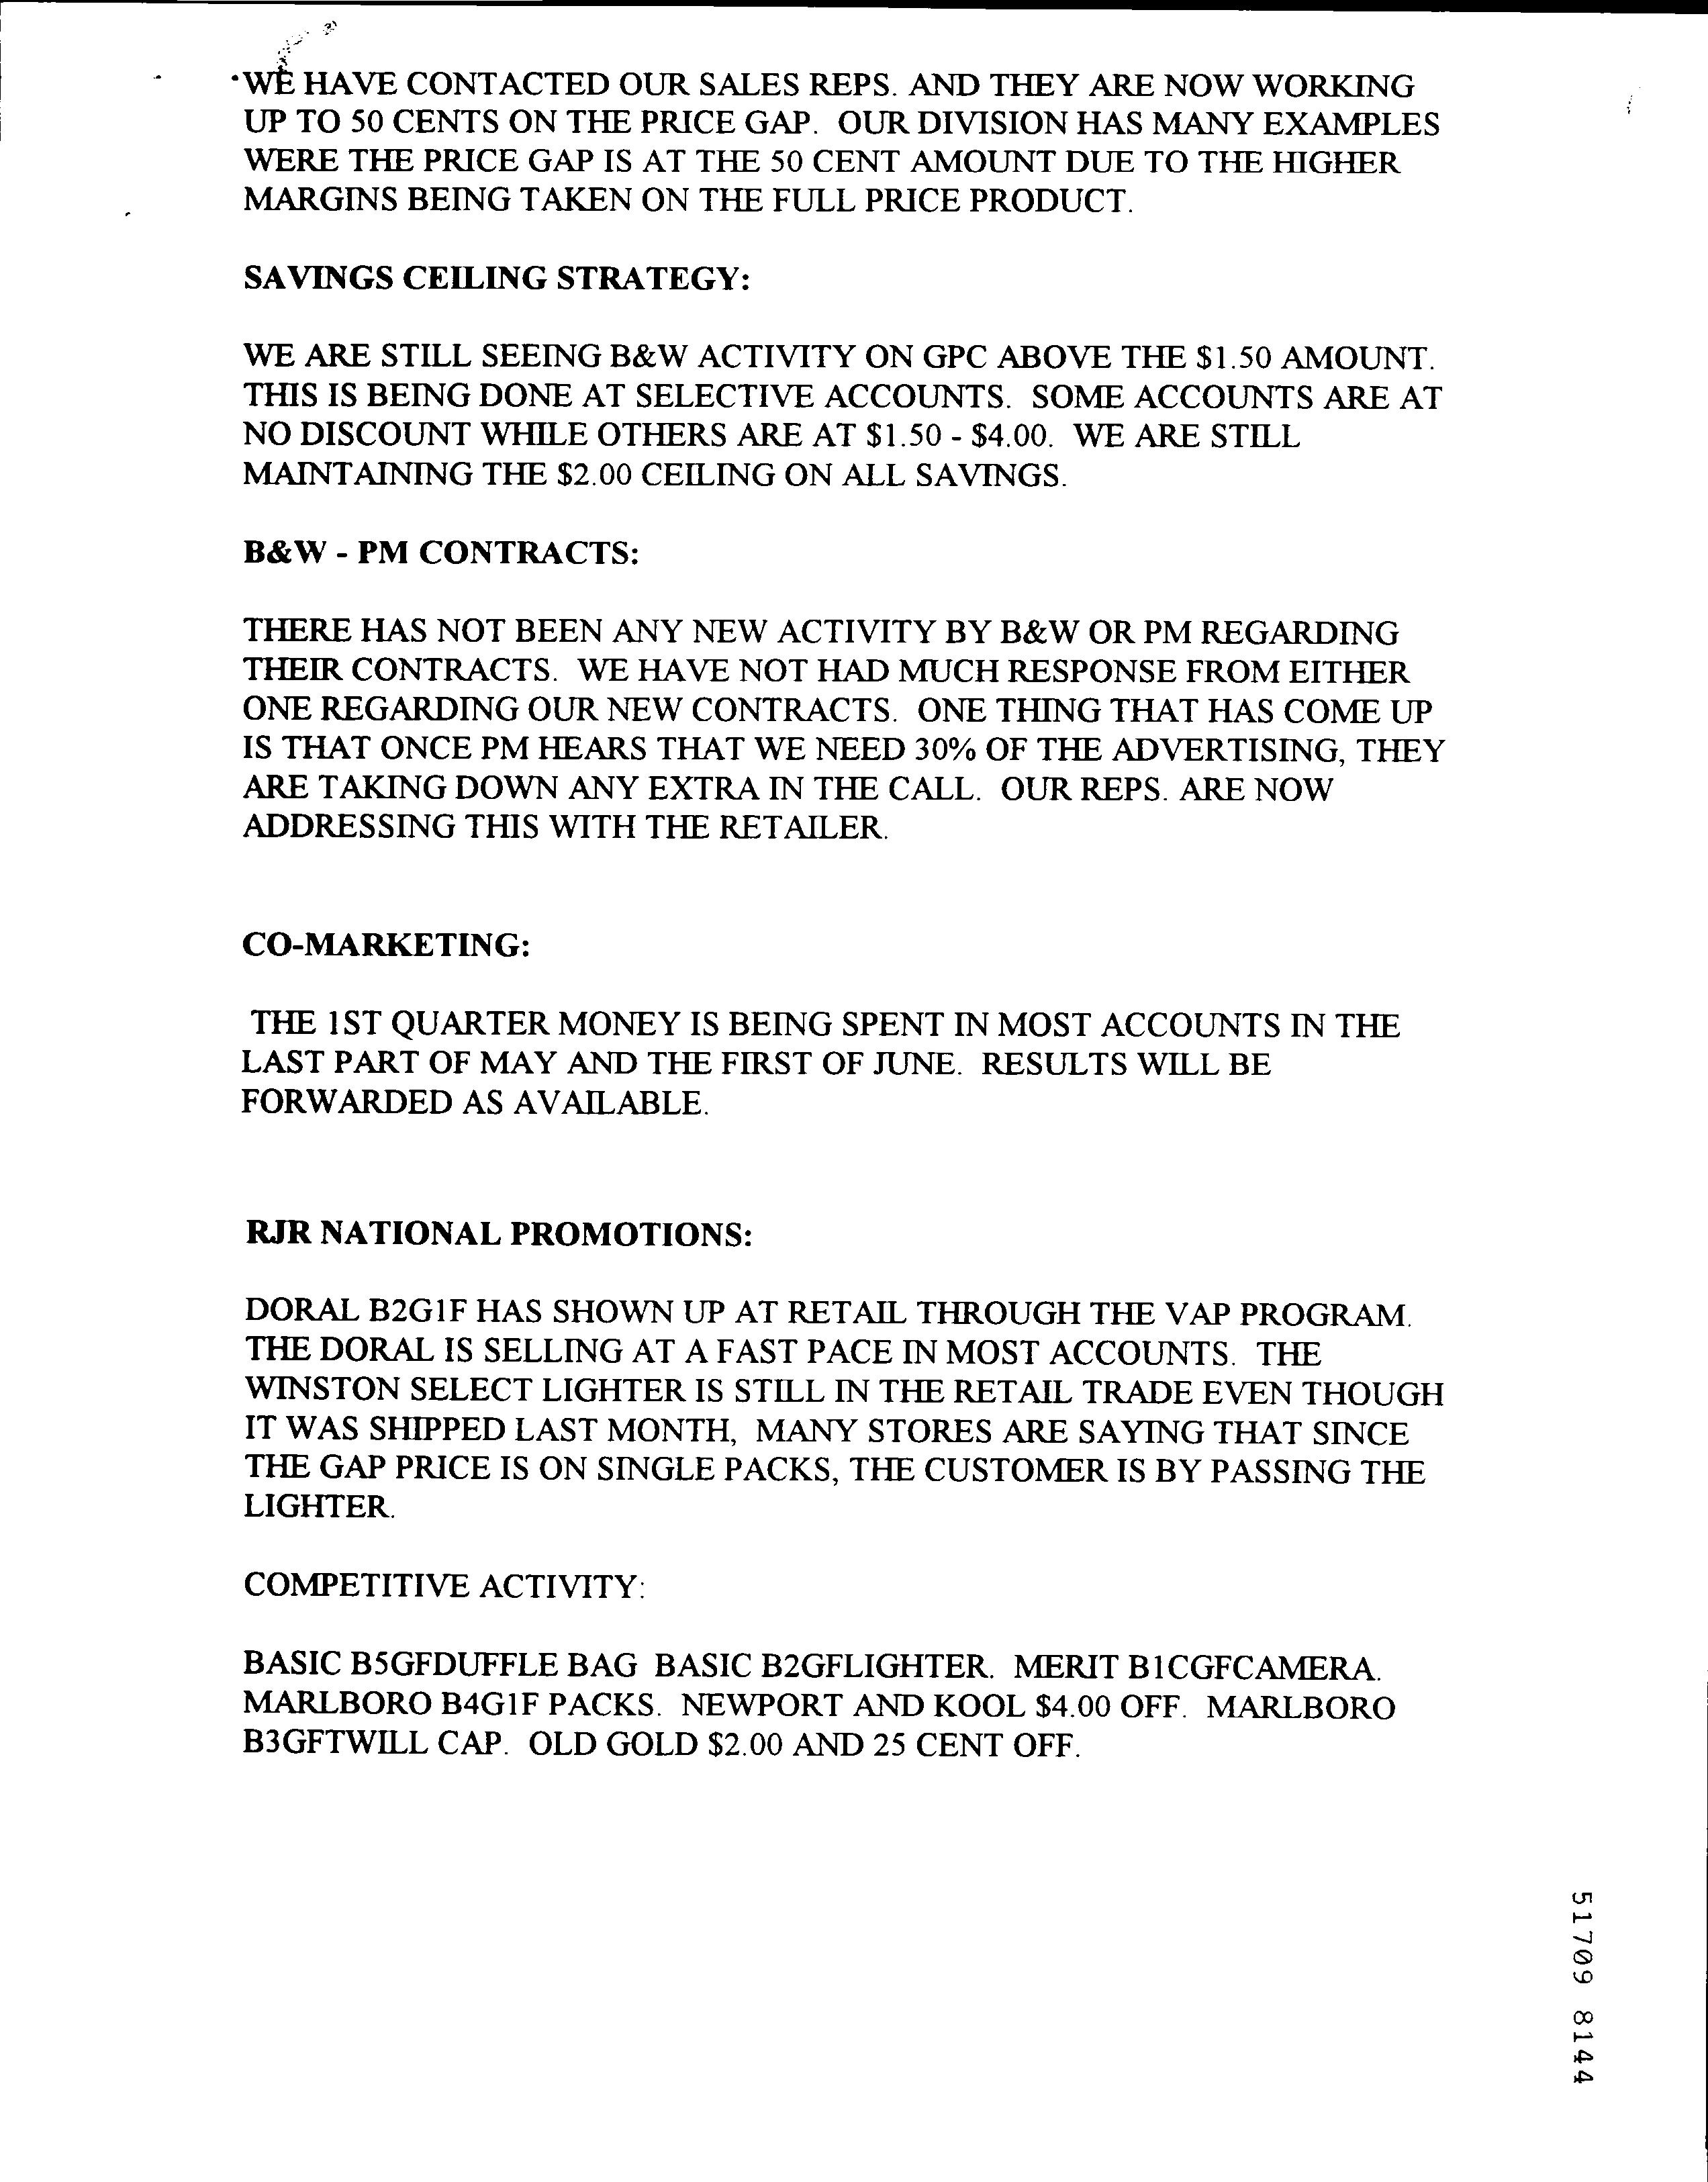 WE HAVE CONTACTED OUR SALES REPS. AND THEY ARE NOW WORKING
UP TO 50 CENTS ON THE PRICE GAP. OUR DIVISION HAS MANY EXAMPLES
WERE THE PRICE GAP IS AT THE 50 CENT AMOUNT DUE TO THE HIGHER
MARGINS BEING TAKEN ON THE FULL PRICE PRODUCT.
SAVINGS CEILING STRATEGY:
WE ARE STILL SEEING B&W ACTIVITY ON GPC ABOVE THE $1.50 AMOUNT.
THIS IS BEING DONE AT SELECTIVE ACCOUNTS. SOME ACCOUNTS ARE AT
NO DISCOUNT WHILE OTHERS ARE AT $1.50 - $4.00. WE ARE STILL
MAINTAINING THE $2.00 CEILING ON ALL SAVINGS.
B&W - PM CONTRACTS:
THERE HAS NOT BEEN ANY NEW ACTIVITY BY B&W OR PM REGARDING
THEIR CONTRACTS. WE HAVE NOT HAD MUCH RESPONSE FROM EITHER
ONE REGARDING OUR NEW CONTRACTS. ONE THING THAT HAS COME UP
IS THAT ONCE PM HEARS THAT WE NEED 30% OF THE ADVERTISING, THEY
ARE TAKING DOWN ANY EXTRA IN THE CALL. OUR REPS. ARE NOW
ADDRESSING THIS WITH THE RETAILER.
CO-MARKETING:
THE 1ST QUARTER MONEY IS BEING SPENT IN MOST ACCOUNTS IN THE
LAST PART OF MAY AND THE FIRST OF JUNE. RESULTS WILL BE
FORWARDED AS AVAILABLE.
RJR NATIONAL PROMOTIONS:
DORAL B2G1F HAS SHOWN UP AT RETAIL THROUGH THE VAP PROGRAM.
THE DORAL IS SELLING AT A FAST PACE IN MOST ACCOUNTS. THE
WINSTON SELECT LIGHTER IS STILL IN THE RETAIL TRADE EVEN THOUGH
IT WAS SHIPPED LAST MONTH, MANY STORES ARE SAYING THAT SINCE
THE GAP PRICE IS ON SINGLE PACKS, THE CUSTOMER IS BY PASSING THE
LIGHTER.
COMPETITIVE ACTIVITY:
BASIC B5GFDUFFLE BAG BASIC B2GFLIGHTER. MERIT B1CGFCAMERA.
MARLBORO B4G1F PACKS. NEWPORT AND KOOL $4.00 OFF. MARLBORO
B3GFTWILL CAP. OLD GOLD $2.00 AND 25 CENT OFF.
51709 8144